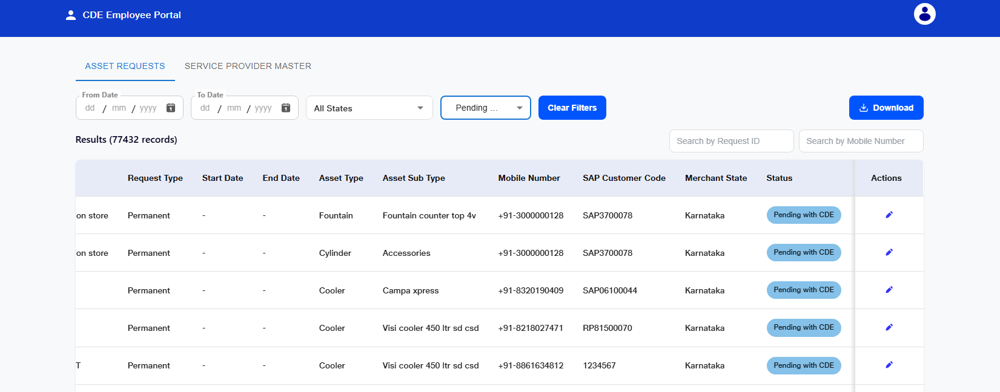 CDE Employee Portal
ASSET REQUESTS SERVICE PROVIDER MASTER
From Date To Date
dd / mm / yyyy 1 dd / mm / yyyy 1 All States Pending ... Clear Filters Download
Results (77432 records) Search by Request ID Search by Mobile Number
Request Type Start Date End Date Asset Type Asset Sub Type Mobile Number SAP Customer Code Merchant State Status Actions
on store Permanent - - Fountain Fountain counter top 4v +91-3000000128 SAP3700078 Karnataka Pending with CDE
on store Permanent - - Cylinder Accessories +91-3000000128 SAP3700078 Karnataka Pending with CDE
Permanent - - Cooler Campa xpress +91-8320190409 SAP06100044 Karnataka Pending with CDE
Permanent - - Cooler Visi cooler 450 ltr sd csd +91-8218027471 RP81500070 Karnataka Pending with CDE
T Permanent - - Cooler Visi cooler 450 ltr sd csd +91-8861634812 1234567 Karnataka Pending with CDE